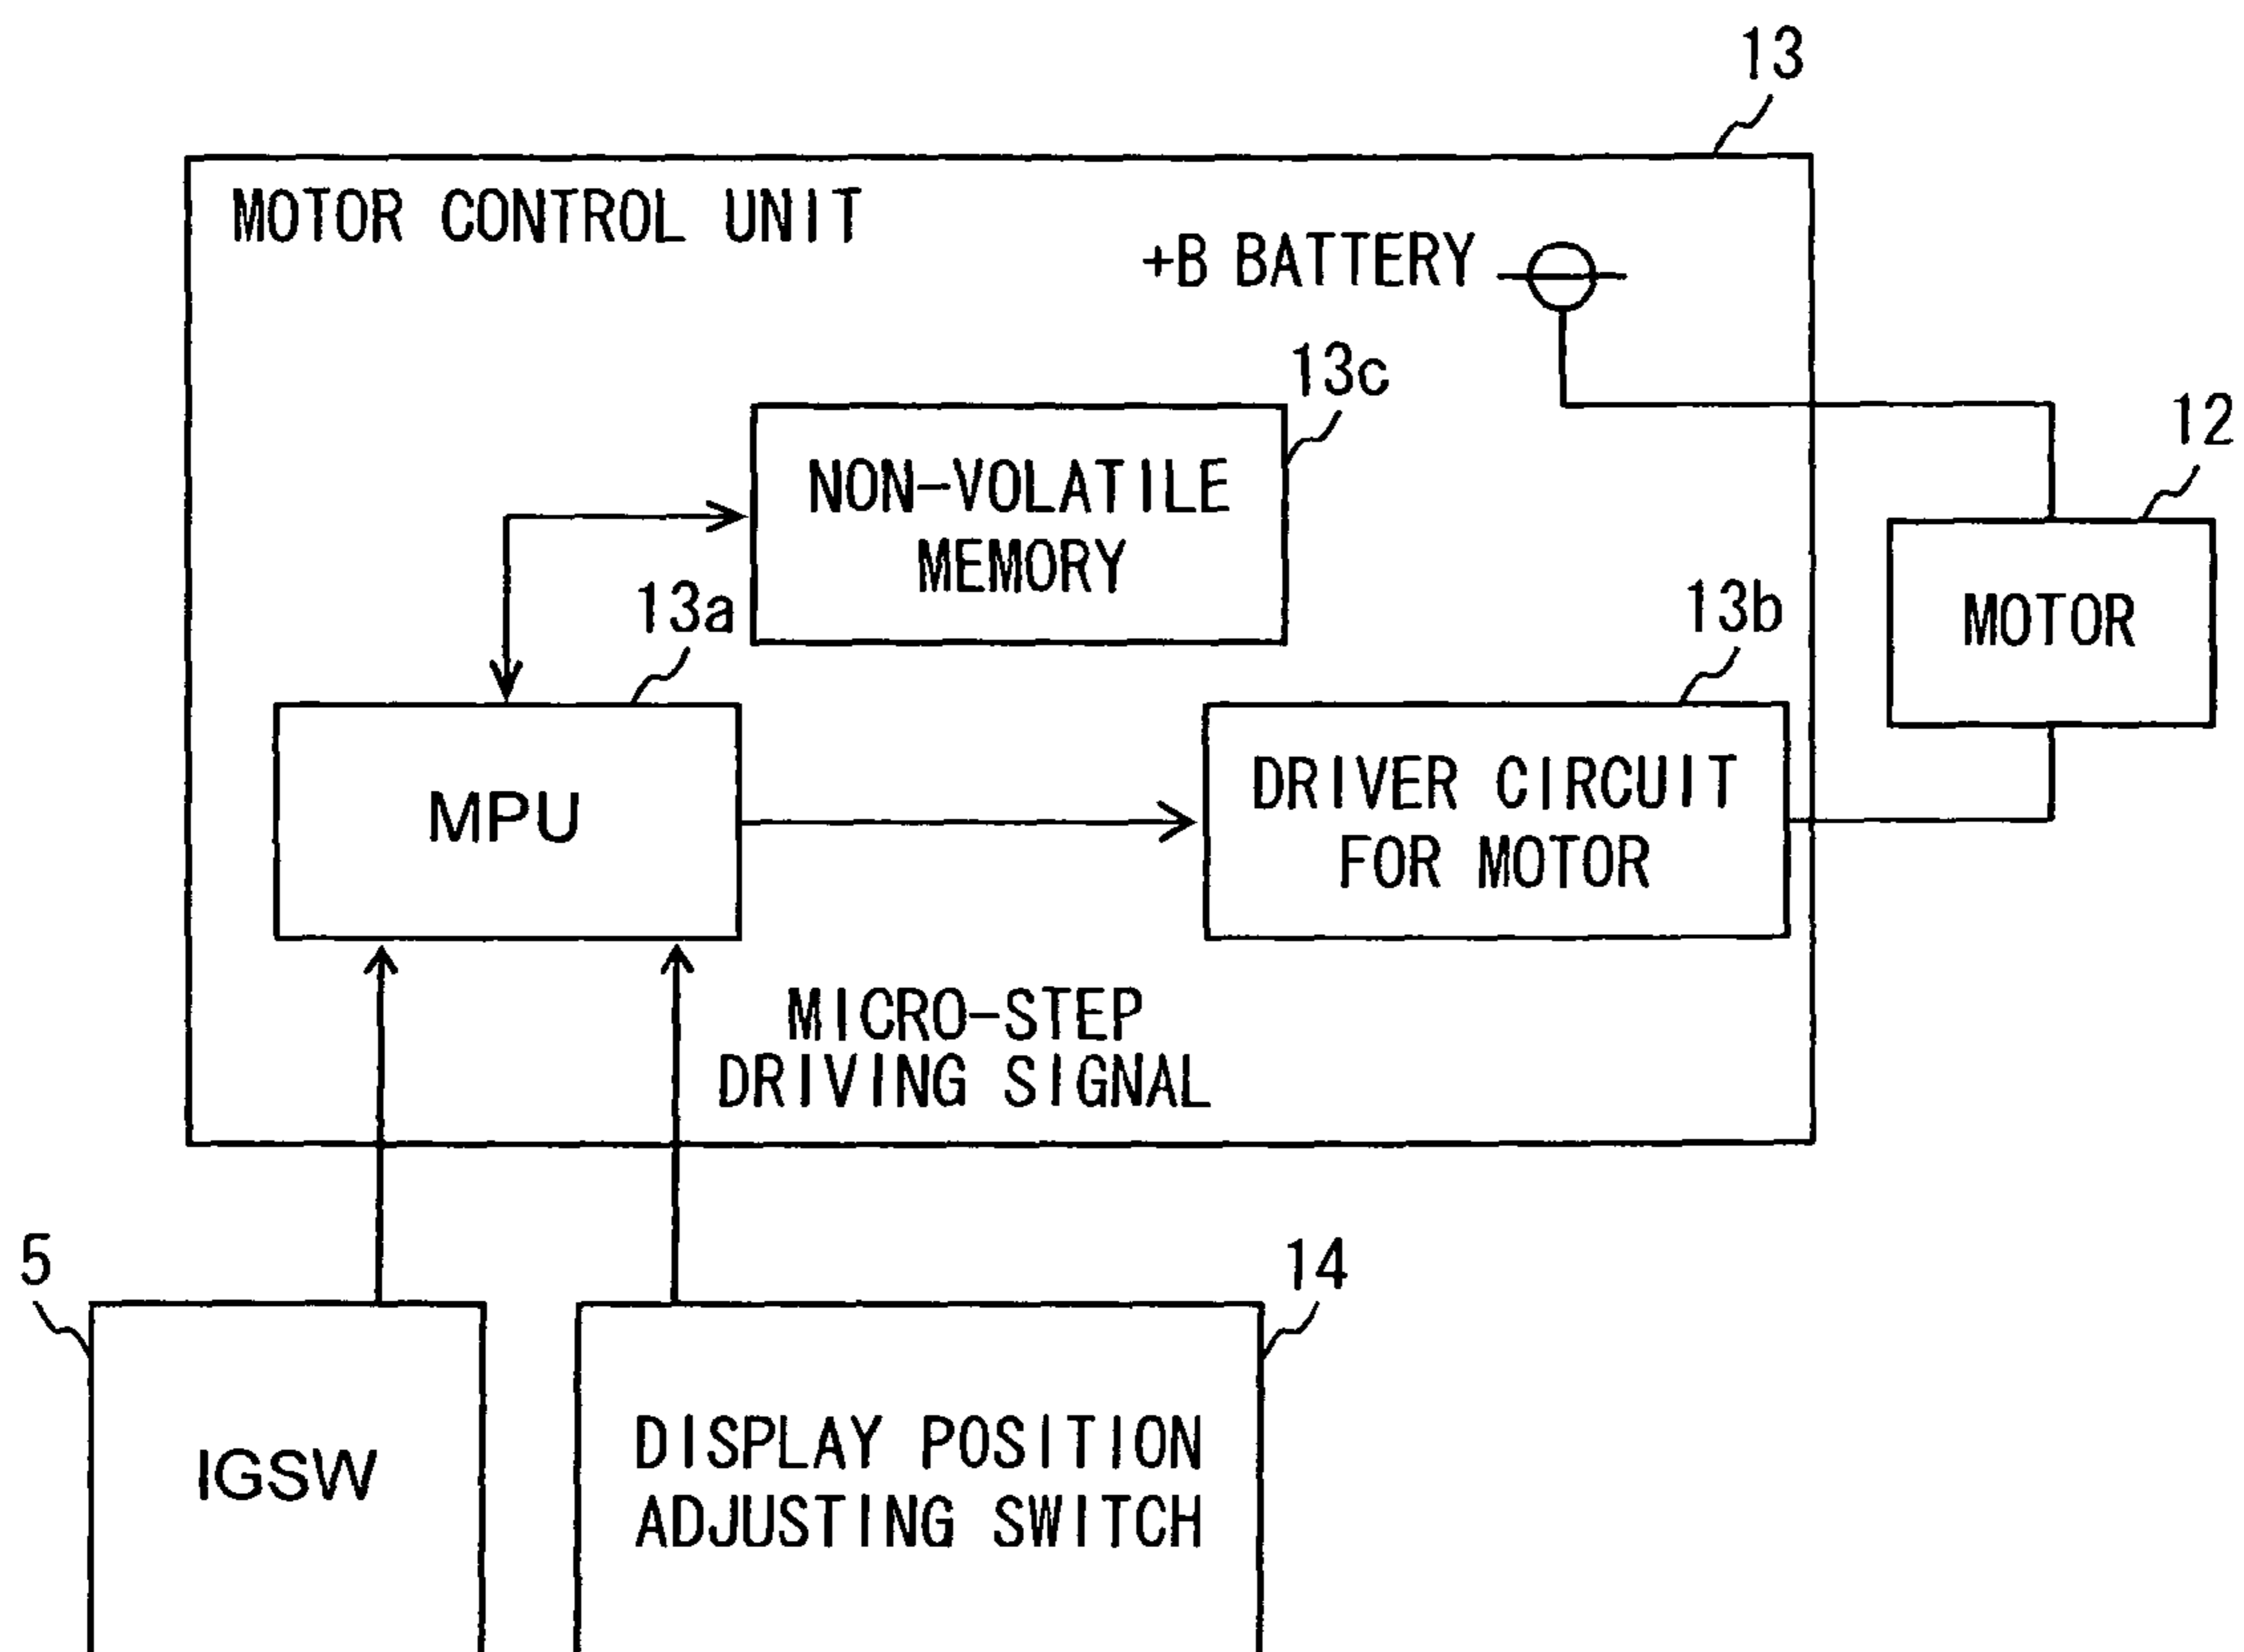 13
MOTOR CONTROL UNIT
+B BATTERY
13c
12
NON-VOLATILE
MEMORY
13a
13b
MOTOR
MPU
DRIVER CIRCUIT
FOR MOTOR
MICRO-STEP
DRIVING SIGNAL
5
14
IGSW
DISPLAY POSITION
ADJUSTING SWITCH